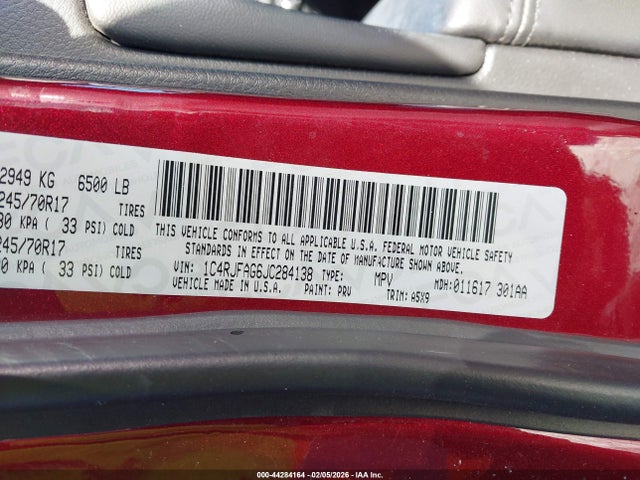 2949 KG 6500 LB
245/70R17 TIRES
30 KPA ( 33 PSI) COLD
245/70R17 TIRES
0 KPA ( 33 PSI) COLD
THIS VEHICLE CONFORMS TO ALL APPLICABLE U.S.A. FEDERAL MOTOR VEHICLE SAFETY
STANDARDS IN EFFECT ON THE DATE OF MANUFACTURE SHOWN ABOVE.
VIN: 1C4RJFAG6JC284138 TYPE: MPV MDH: 011617 301AA
VEHICLE MADE IN U.S.A. PAINT: PRV TRIM: A5X9
000-44284164 - 02/05/2026 - IAA Inc.